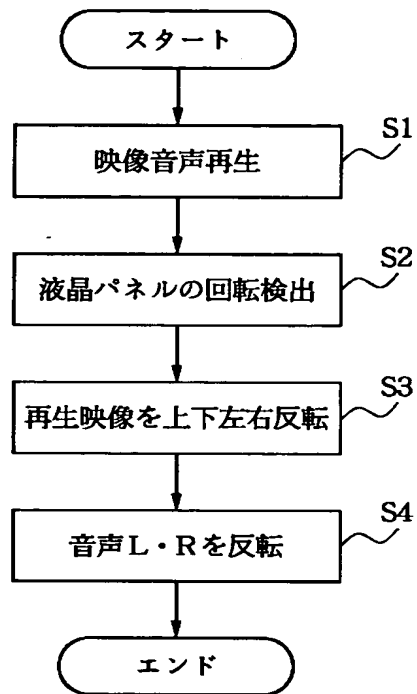 スタート
S1
映像音声再生
S2
液晶パネルの回転検出
S3
再生映像を上下左右反転
S4
音声L・Rを反転
エンド